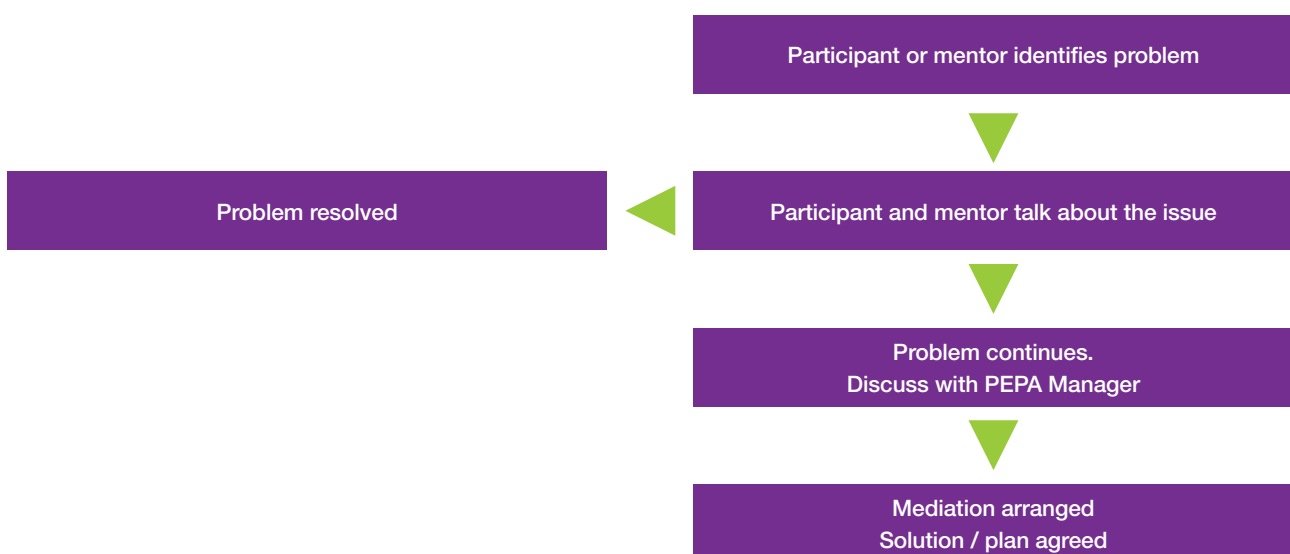 Participant or mentor identifies problem
Problem resolved
Participant and mentor talk about the issue
Problem continues.
Discuss with PEPA Manager
Mediation arranged
Solution / plan agreed